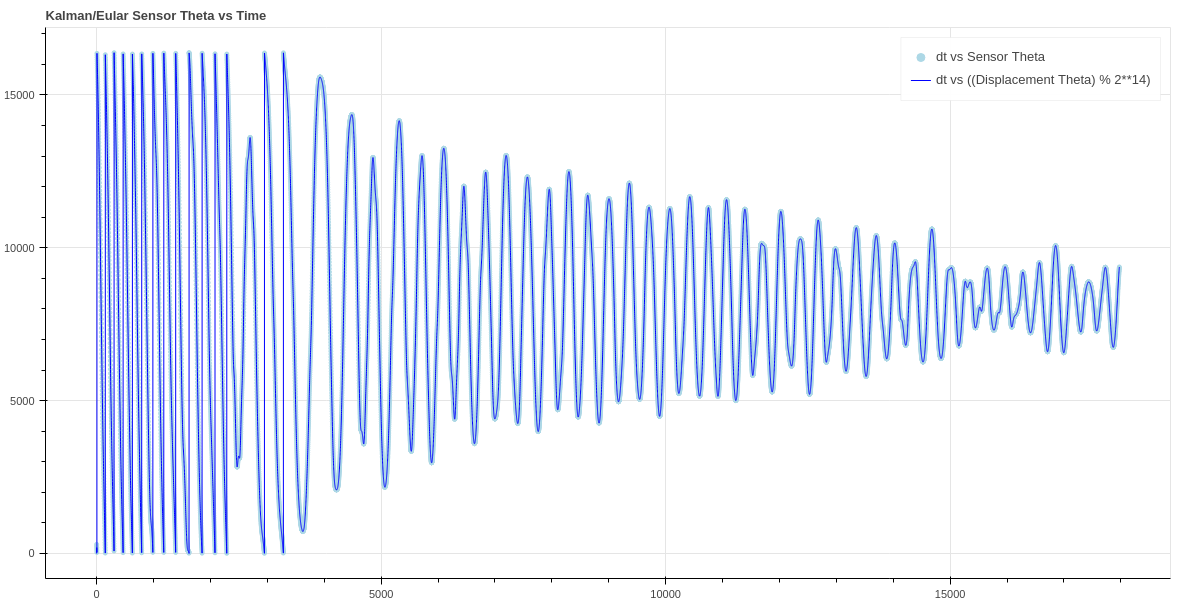 Kalman/Eular Sensor Theta vs Time
dt vs Sensor Theta
dt vs ((Displacement Theta) % 2**14)
15000
10000
5000
0
0 5000 10000 15000